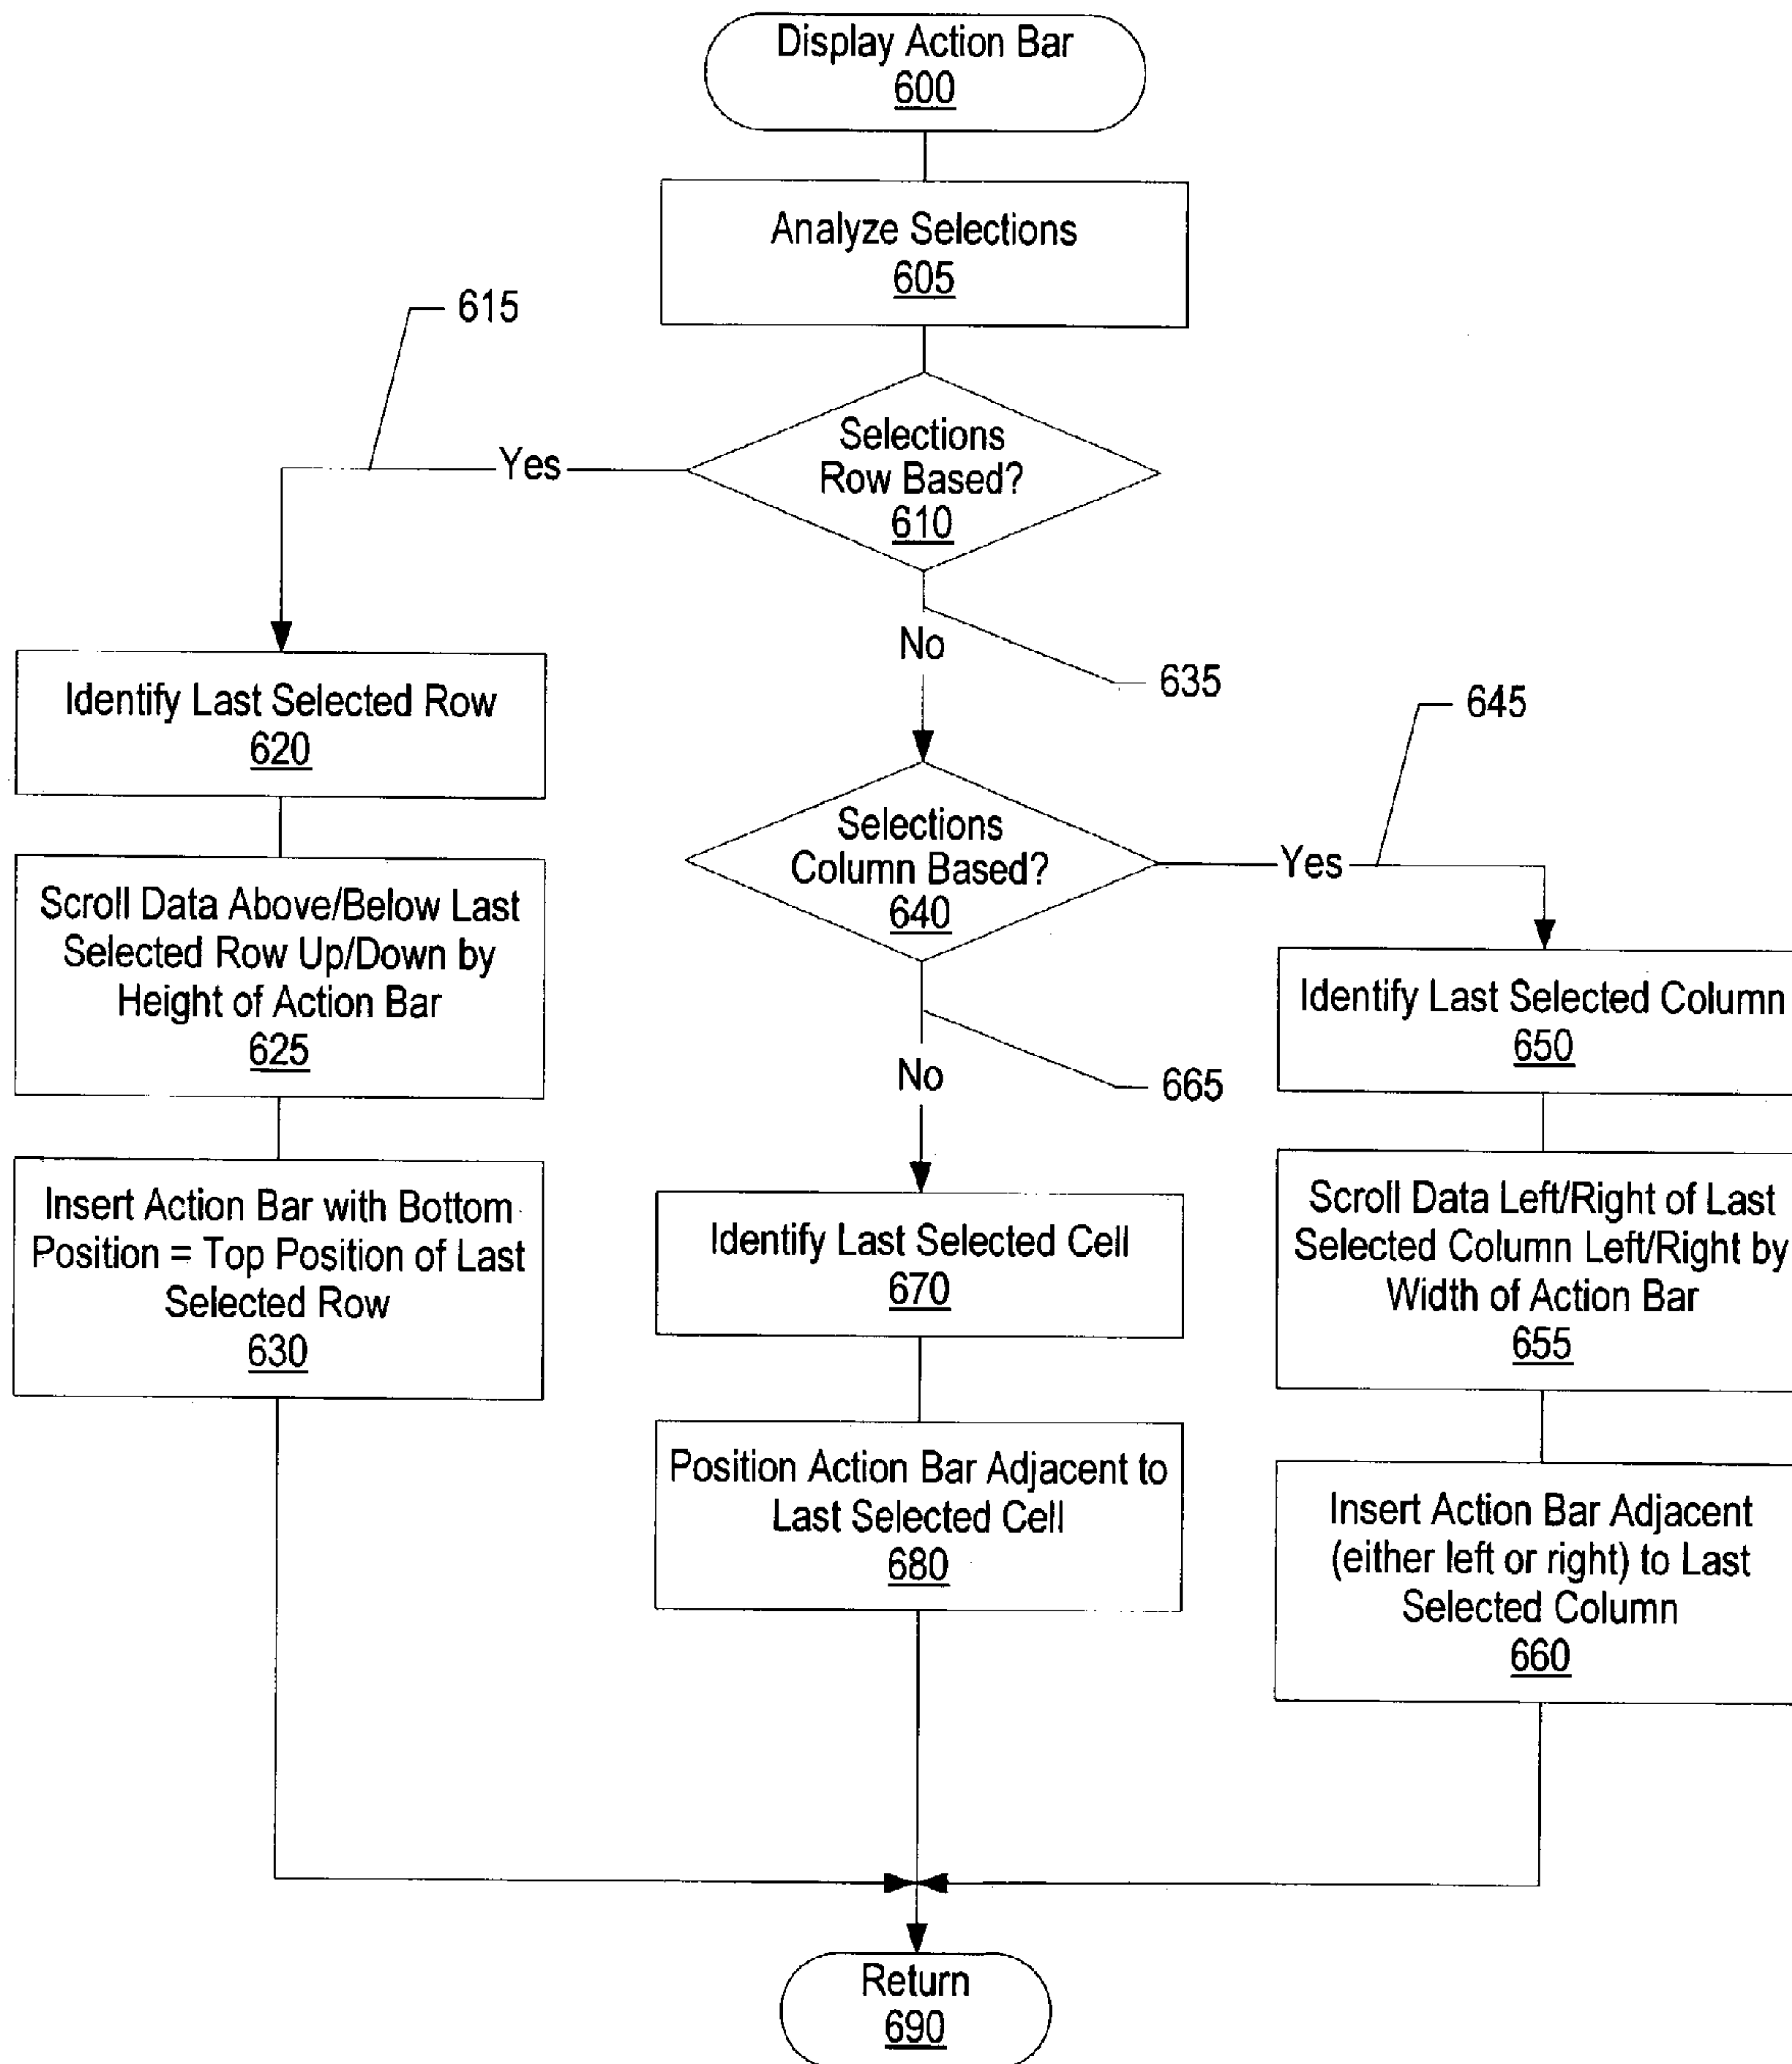 Display Action Bar
600
Analyze Selections
605
615
Selections
Row Based?
610
Yes
No
635
Identify Last Selected Row
620
Scroll Data Above/Below Last
Selected Row Up/Down by
Height of Action Bar
625
Insert Action Bar with Bottom
Position = Top Position of Last
Selected Row
630
Selections
Column Based?
640
Yes
645
No
665
Identify Last Selected Cell
670
Position Action Bar Adjacent to
Last Selected Cell
680
Identify Last Selected Column
650
Scroll Data Left/Right of Last
Selected Column Left/Right by
Width of Action Bar
655
Insert Action Bar Adjacent
(either left or right) to Last
Selected Column
660
Return
690